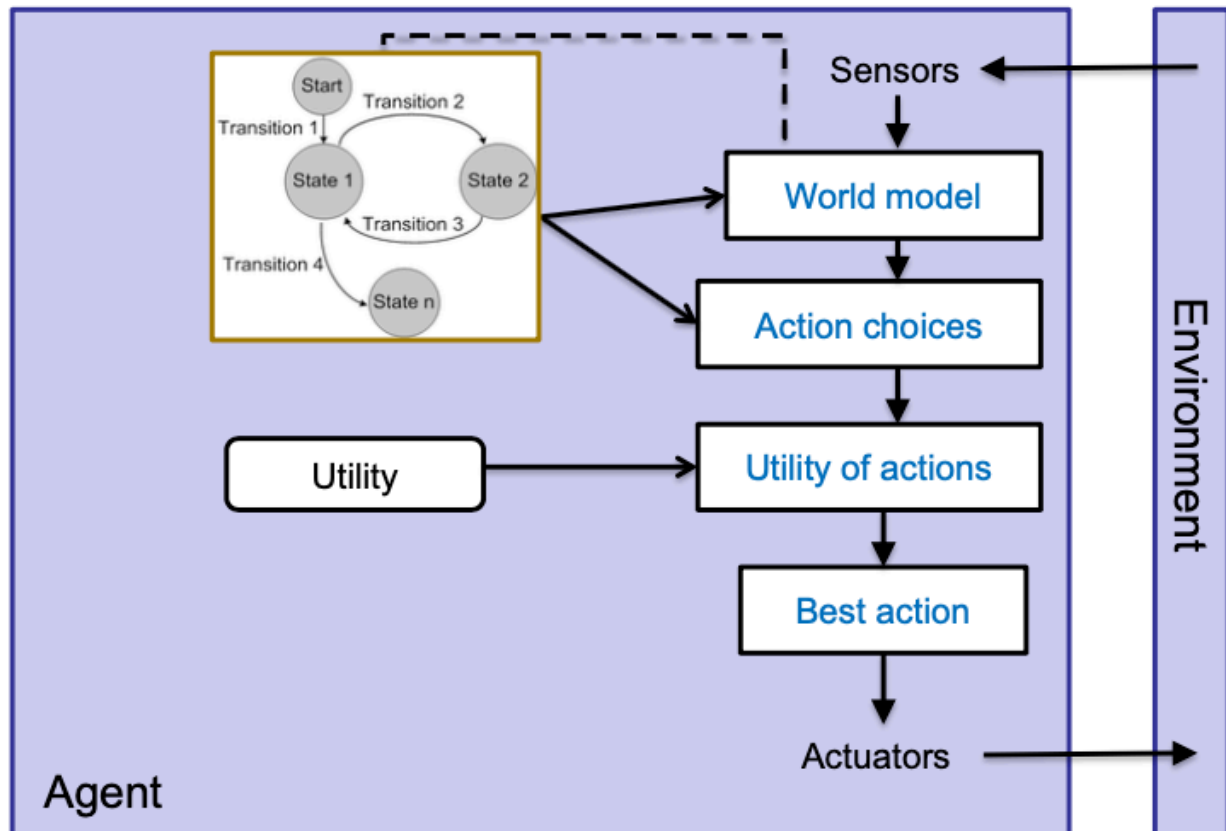 Sensors
Start
Transition 2
Transition 1
State 1
State 2
World model
Transition 3
Transition 4
State n
Action choices
Utility
Utility of actions
Best action
Actuators
Agent
Environment